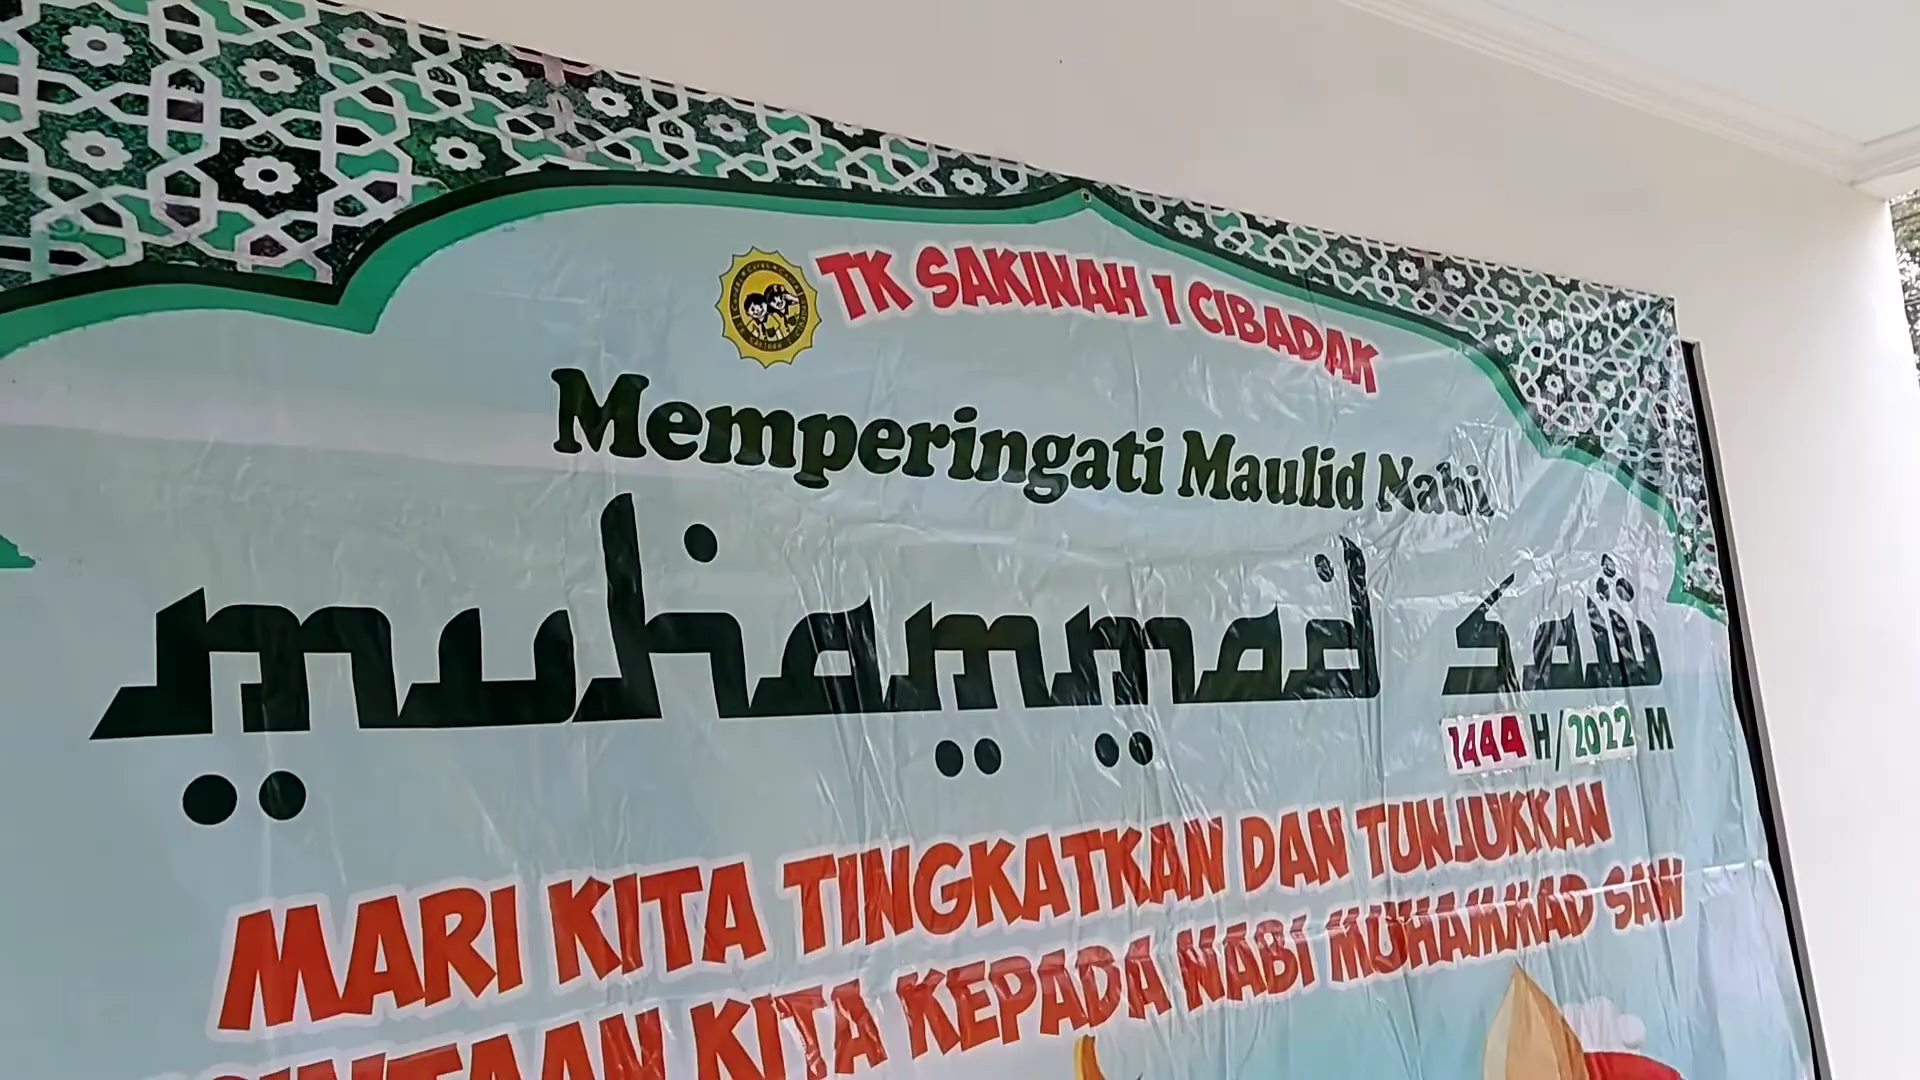 TK SAKINAH 1 CIBADAK
Memperingati Maulid Nabi
muhammad saw
1444 H/2022 M
MARI KITA TINGKATKAN DAN TUNJUKKAN
KITA KEPADA NABI MUHAMMAD SAW